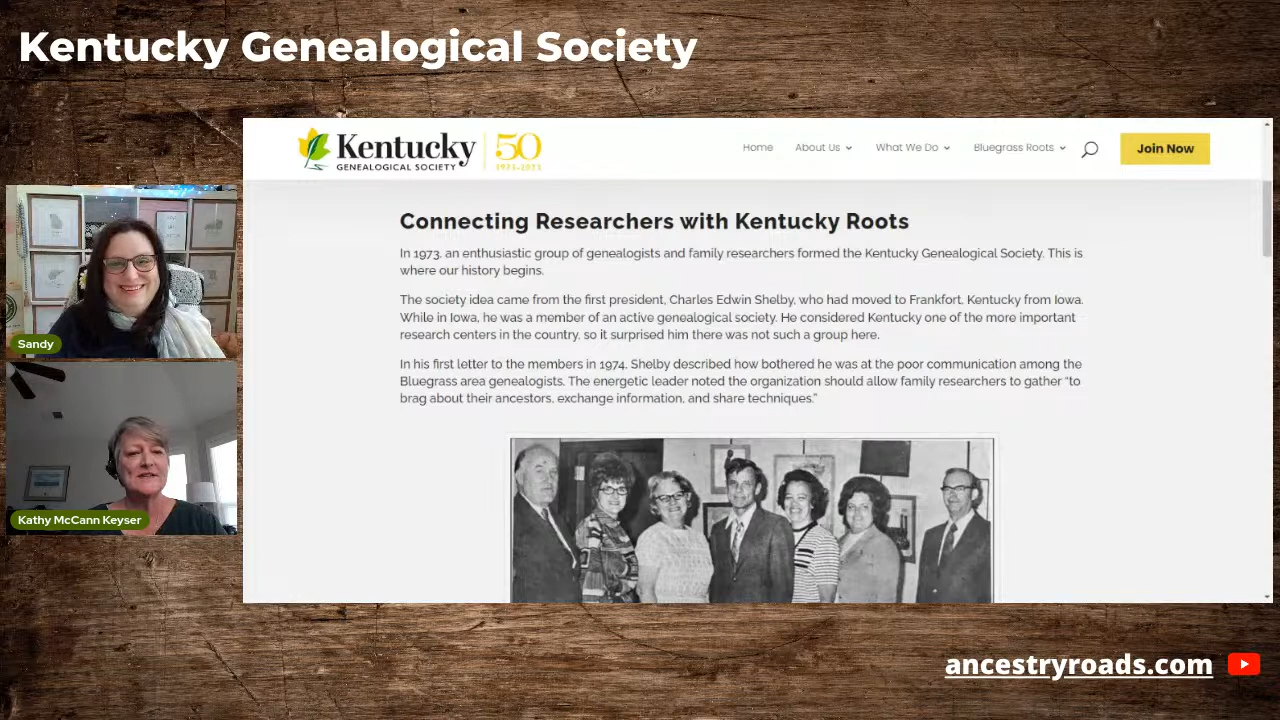 Kentucky Genealogical Society
Kentucky
GENEALOGICAL SOCIETY
50
1973-2023
Home
About Us
What We Do
Bluegrass Roots
Join Now
Connecting Researchers with Kentucky Roots
In 1973, an enthusiastic group of genealogists and family researchers formed the Kentucky Genealogical Society. This is
where our history begins.
The society idea came from the first president, Charles Edwin Shelby, who had moved to Frankfort, Kentucky from Iowa.
While in Iowa, he was a member of an active genealogical society. He considered Kentucky one of the more important
research centers in the country, so it surprised him there was not such a group here.
In his first letter to the members in 1974, Shelby described how bothered he was at the poor communication among the
Bluegrass area genealogists. The energetic leader noted the organization should allow family researchers to gather “to
brag about their ancestors, exchange information, and share techniques.”
Sandy
Kathy McCann Keyser
ancestryroads.com